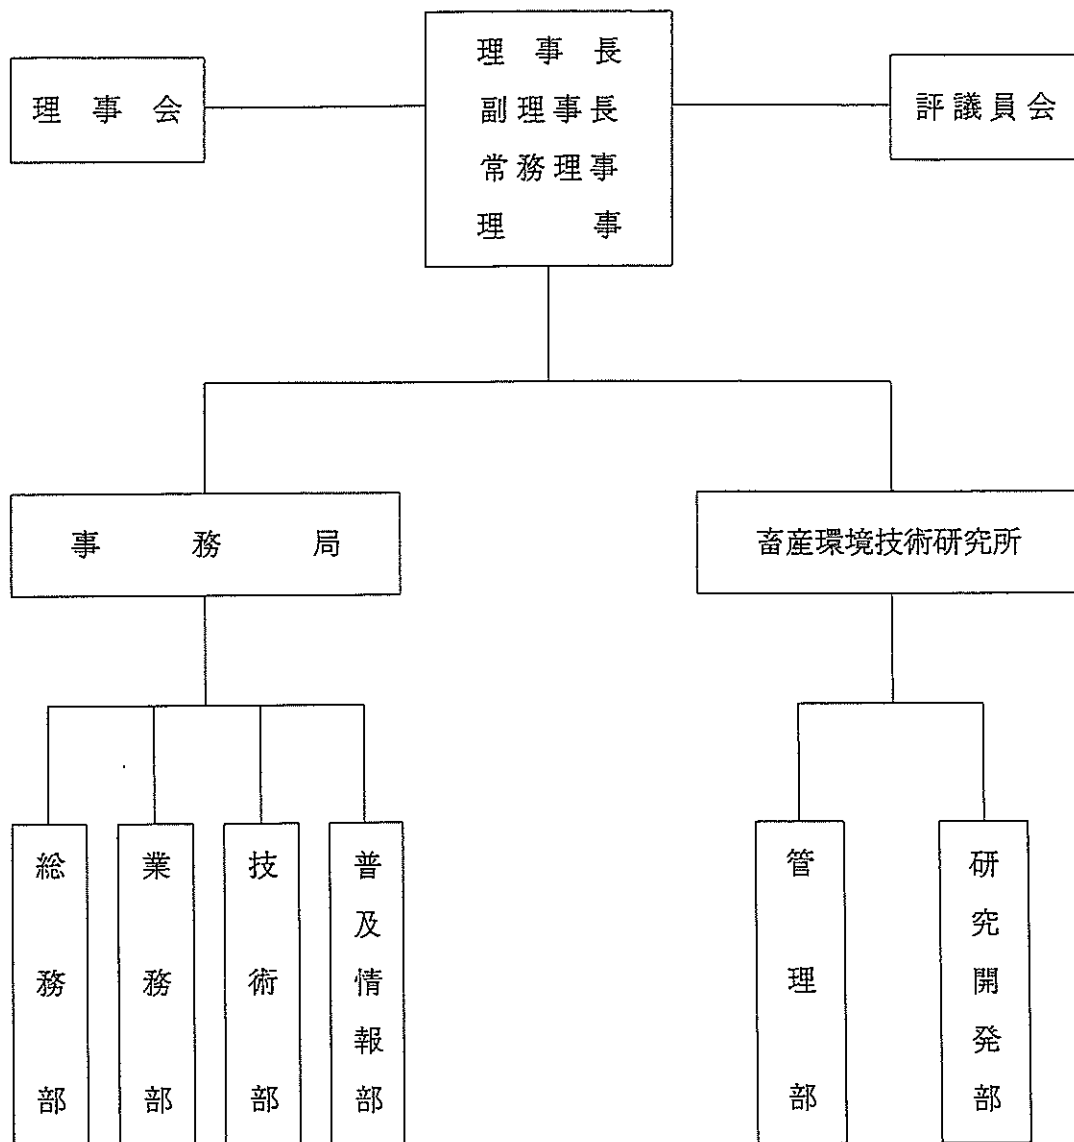 理事会
理事長
副理事長
常務理事
理事
評議員会
事務局
畜産環境技術研究所
総務部
業務部
技術部
普及情報部
管理部
研究開発部